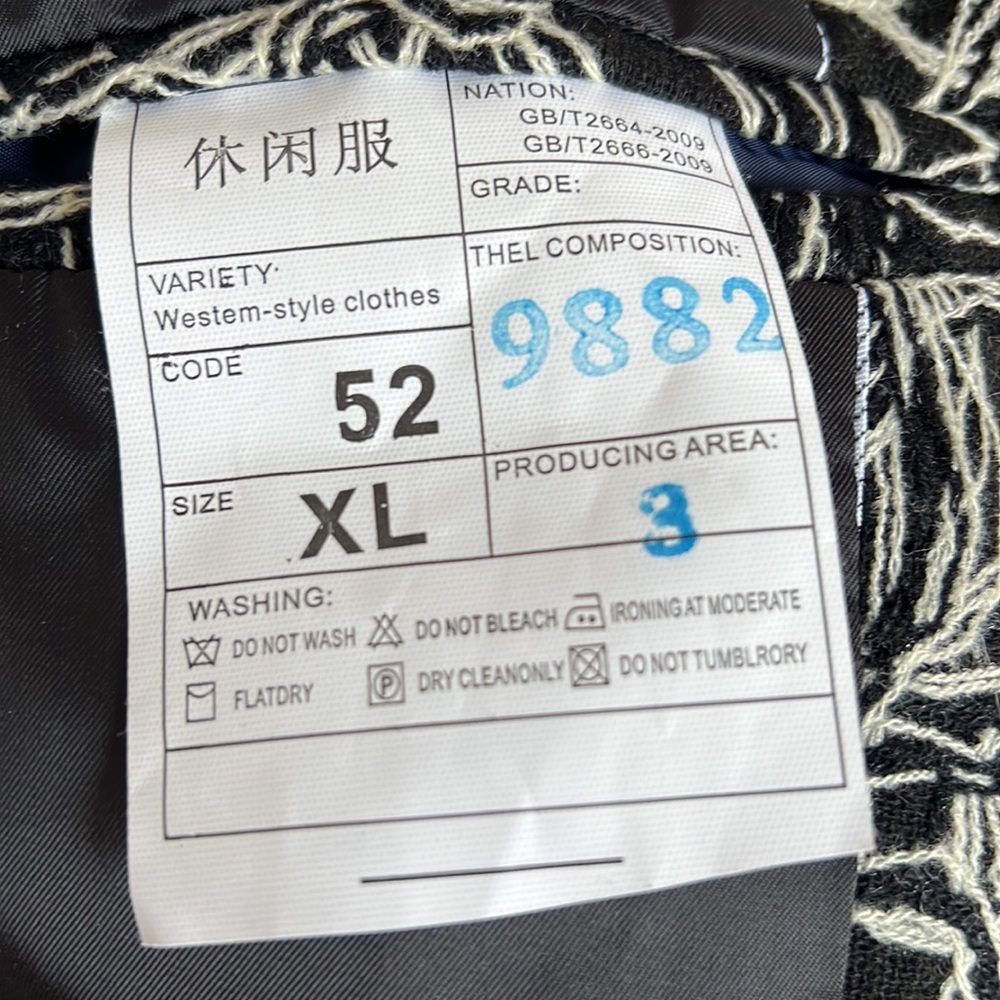 休闲服
NATION:
GB/T2664-2009
GB/T2666-2009
GRADE:
VARIETY:
Westem-style clothes
THEL COMPOSITION:
9882
CODE
52
SIZE
XL
PRODUCING AREA:
3
WASHING:
DO NOT WASH DO NOT BLEACH IRONING AT MODERATE
FLATDRY P DRY CLEANONLY DO NOT TUMBLRORY